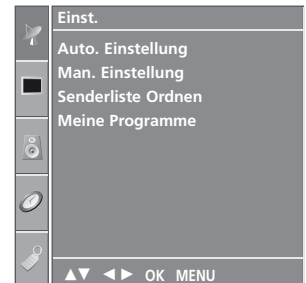 Einst.
Auto. Einstellung
Man. Einstellung
Senderliste Ordnen
Meine Programme
▲▼ ◄► OK MENU